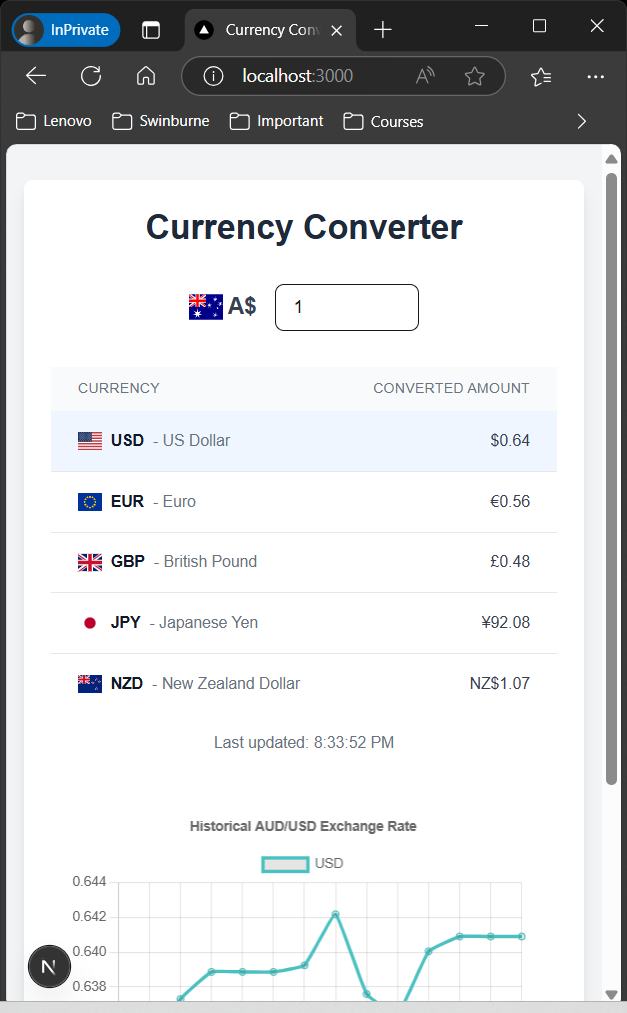 InPrivate
Currency Con
localhost:3000
Lenovo
Swinburne
Important
Courses
Currency Converter
A$ 1
CURRENCY CONVERTED AMOUNT
USD - US Dollar $0.64
EUR - Euro €0.56
GBP - British Pound £0.48
JPY - Japanese Yen ¥92.08
NZD - New Zealand Dollar NZ$1.07
Last updated: 8:33:52 PM
Historical AUD/USD Exchange Rate
USD
0.644
0.642
0.640
N
0.638